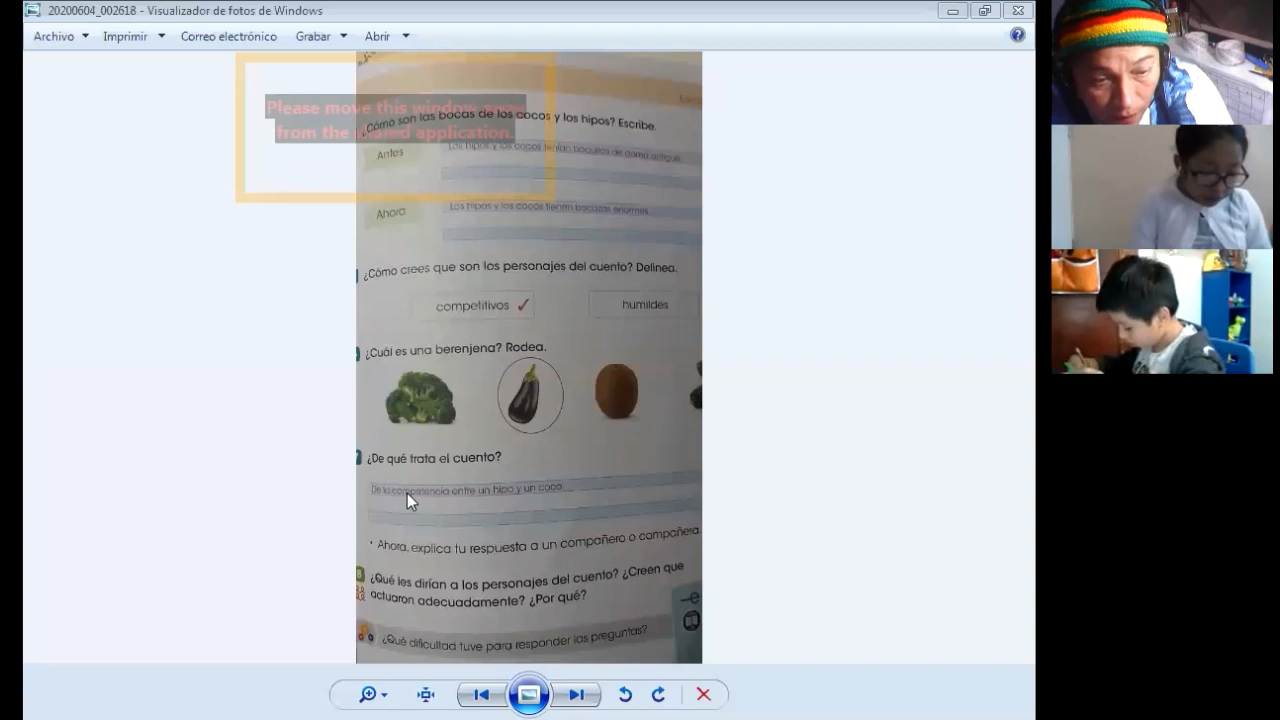 20200604_002618 - Visualizador de fotos de Windows
Archivo Imprimir Correo electrónico Grabar Abrir
Please move this window away
from the shared application.
¿Cómo son las bocas de los cocos y los hipos? Escribe.
Antes
Los hipos y los cocos tenían boquitas de goma antigua.
Ahora
Los hipos y los cocos tienen bocazas enormes.
¿Cómo crees que son los personajes del cuento? Delinea.
competitivos ✓ humildes
¿Cuál es una berenjena? Rodea.
7 ¿De qué trata el cuento?
De la competencia entre un hipo y un coco.
• Ahora, explica tu respuesta a un compañero o compañera.
8 ¿Qué les dirían a los personajes del cuento? ¿Creen que
actuaron adecuadamente? ¿Por qué?
¿Qué dificultad tuve para responder las preguntas?